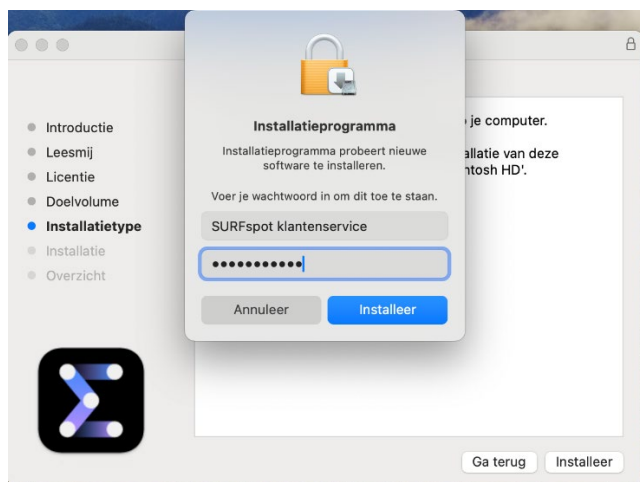 Introductie
Leesmij
Licentie
Doelvolume
Installatietype
Installatie
Overzicht
je computer.
allatie van deze
ntosh HD'.
Installatieprogramma
Installatieprogramma probeert nieuwe
software te installeren.
Voer je wachtwoord in om dit toe te staan.
SURFspot klantenservice
•••••••••••
Annuleer
Installeer
Ga terug
Installeer